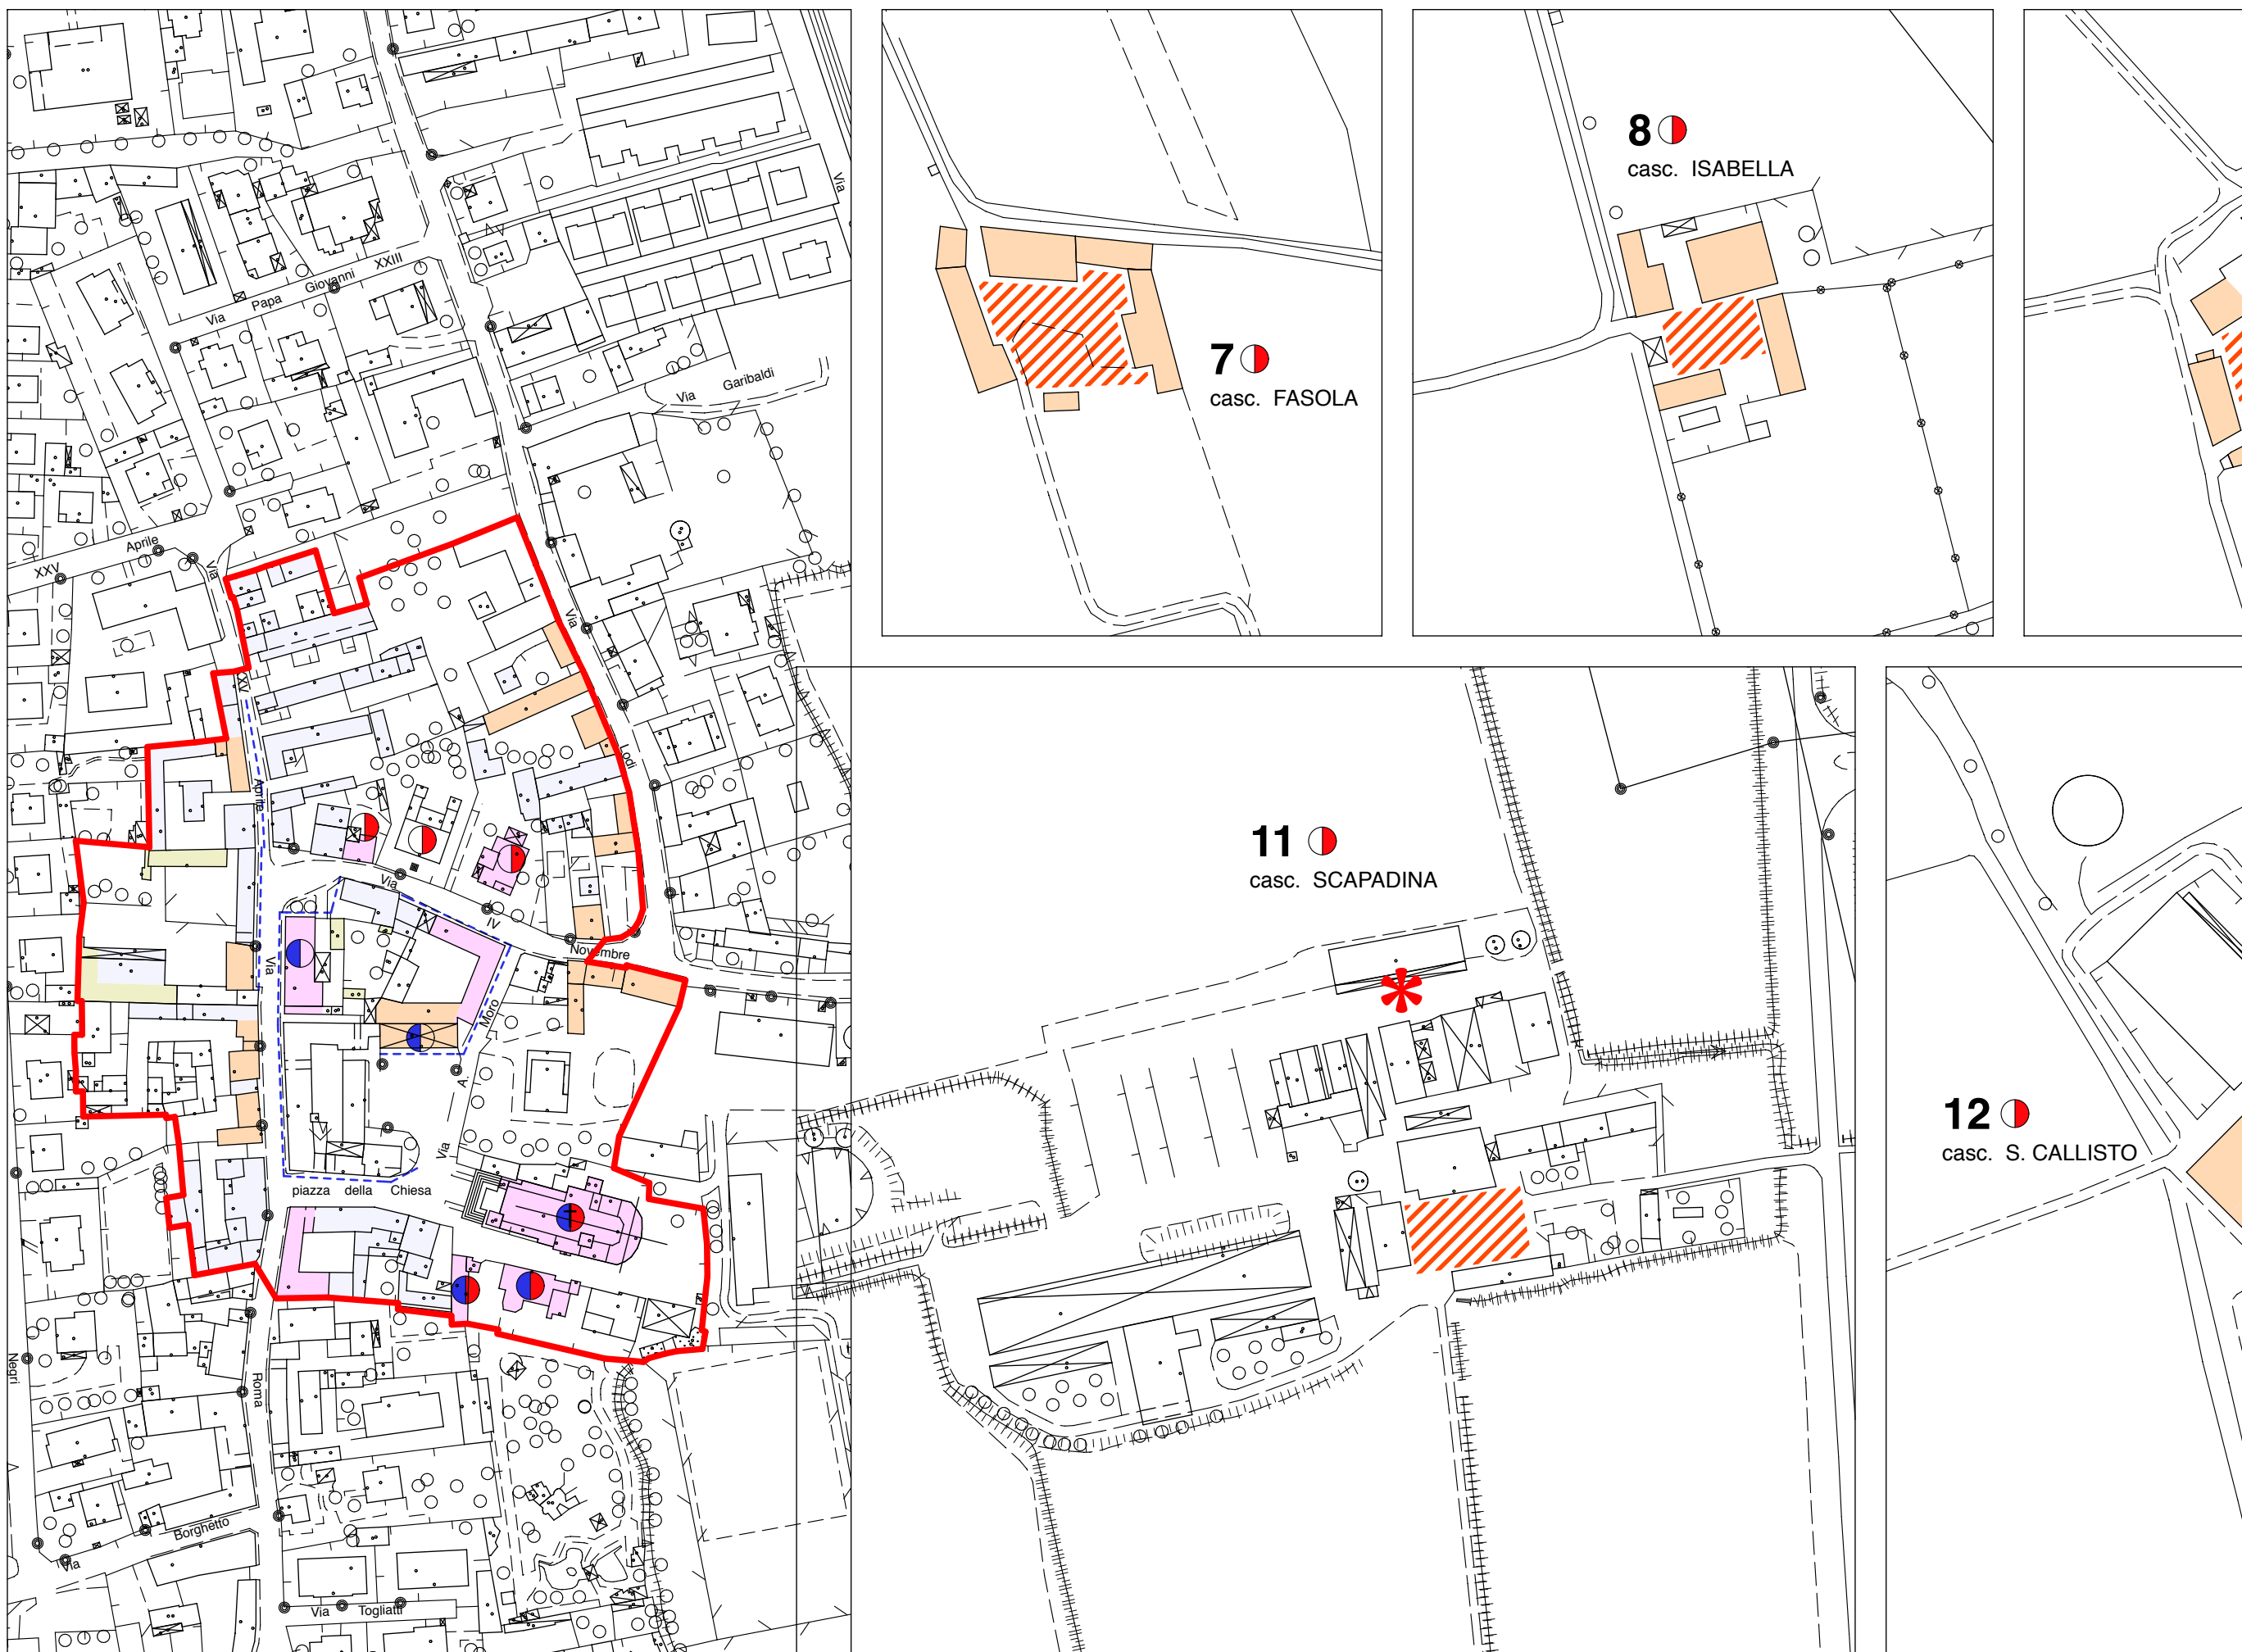 Via
Via Papa Giovanni XXIII
Via Garibaldi
XXV Aprile
Via
XXV
Aprile
Via
Via
Lodi
Via IV Novembre
Via A. Moro
piazza della Chiesa
Negri
Roma
Via Borghetto
Via Togliatti
7
casc. FASOLA
8
casc. ISABELLA
11
casc. SCAPADINA
12
casc. S. CALLISTO